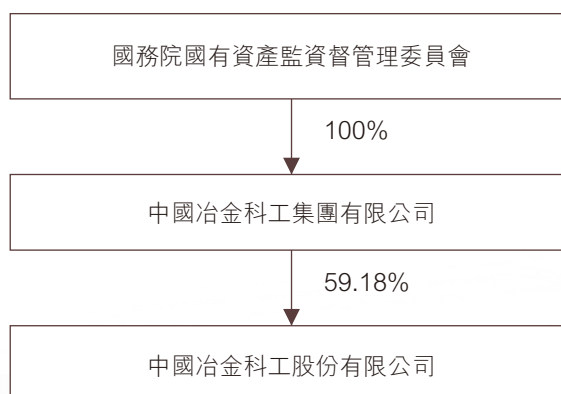 國務院國有資產監資督管理委員會
100%
中國冶金科工集團有限公司
59.18%
中國冶金科工股份有限公司